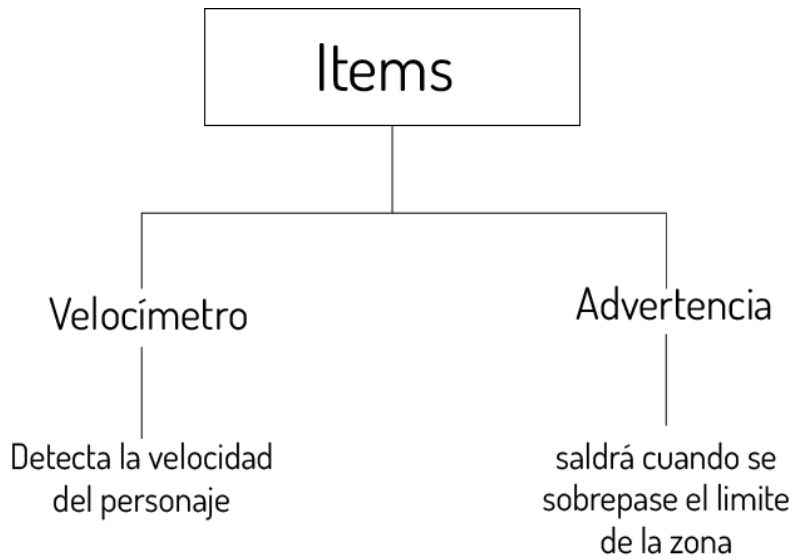 Items
Velocímetro
Advertencia
Detecta la velocidad
del personaje
saldrá cuando se
sobrepase el limite
de la zona